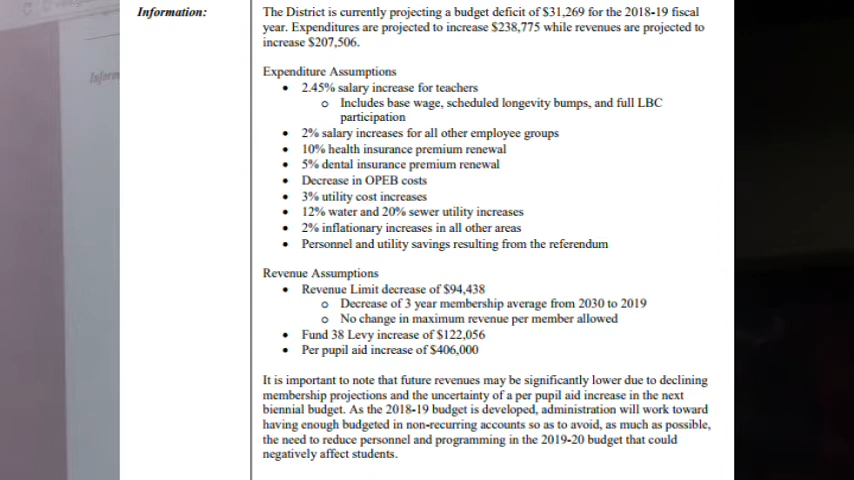 Information:
The District is currently projecting a budget deficit of $31,269 for the 2018-19 fiscal
year. Expenditures are projected to increase $238,775 while revenues are projected to
increase $207,506.
Expenditure Assumptions
• 2.45% salary increase for teachers
o Includes base wage, scheduled longevity bumps, and full LBC
participation
• 2% salary increases for all other employee groups
• 10% health insurance premium renewal
• 5% dental insurance premium renewal
• Decrease in OPEB costs
• 3% utility cost increases
• 12% water and 20% sewer utility increases
• 2% inflationary increases in all other areas
• Personnel and utility savings resulting from the referendum
Revenue Assumptions
• Revenue Limit decrease of $94,438
o Decrease of 3 year membership average from 2030 to 2019
o No change in maximum revenue per member allowed
• Fund 38 Levy increase of $122,056
• Per pupil aid increase of $406,000
It is important to note that future revenues may be significantly lower due to declining
membership projections and the uncertainty of a per pupil aid increase in the next
biennial budget. As the 2018-19 budget is developed, administration will work toward
having enough budgeted in non-recurring accounts so as to avoid, as much as possible,
the need to reduce personnel and programming in the 2019-20 budget that could
negatively affect students.